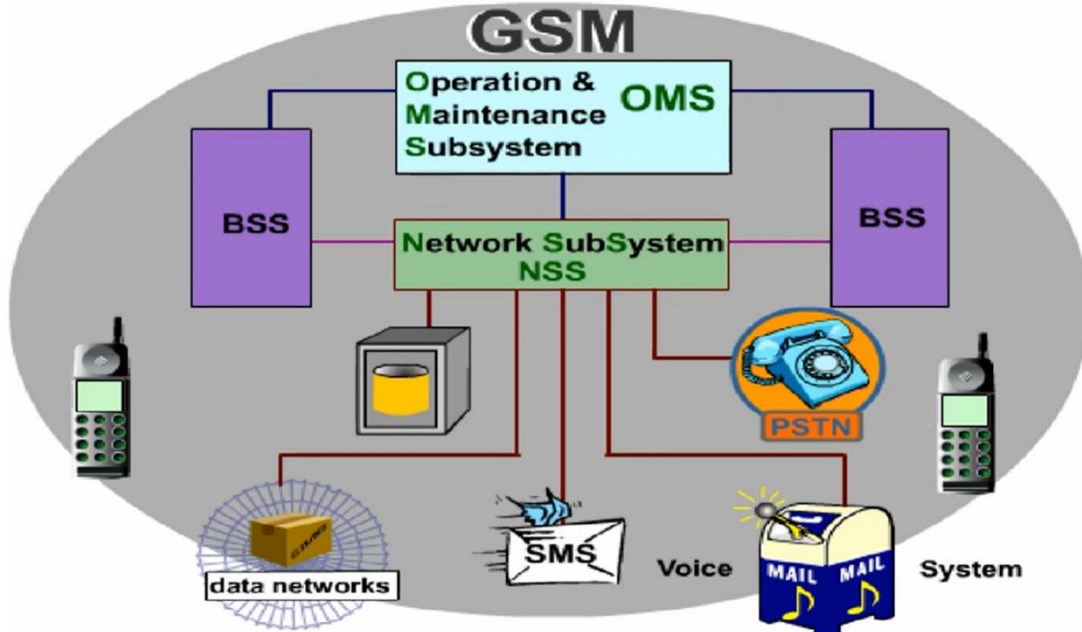 GSM
Operation &
Maintenance
Subsystem
OMS
BSS
BSS
Network SubSystem
NSS
PSTN
data networks
SMS
Voice
MAIL MAIL
System